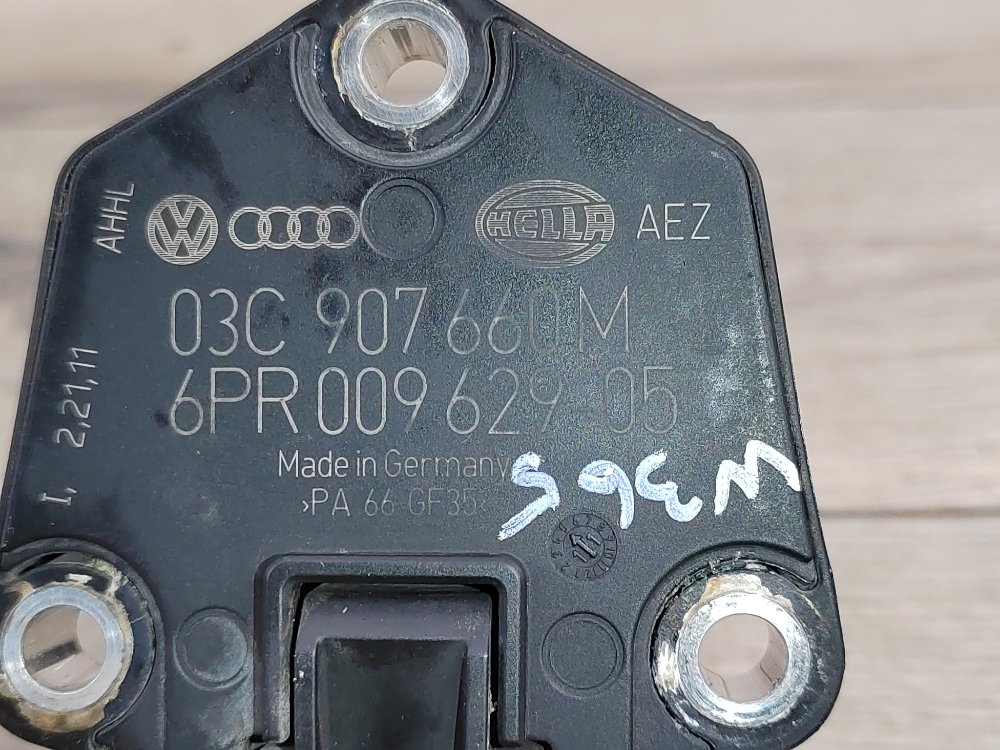 AHHL
VW
HELLA
AEZ
03C 907 660 M
6PR 009 629-05
I, 2,21,11
Made in Germany
>PA 66 GF35<